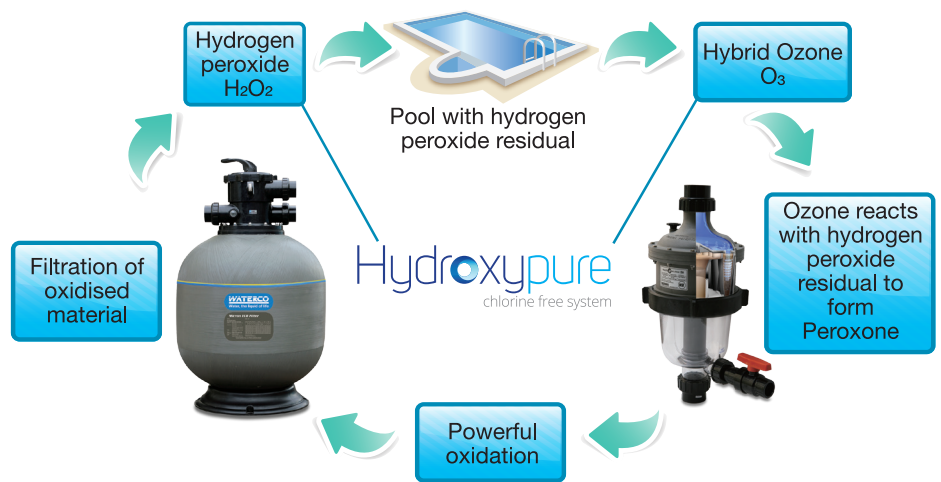 Hydrogen
peroxide
H2O2
Pool with hydrogen
peroxide residual
Hybrid Ozone
O3
Ozone reacts
with hydrogen
peroxide
residual to
form
Peroxone
Powerful
oxidation
Filtration of
oxidised
material
WATERCO
Hydroxypure
chlorine free system